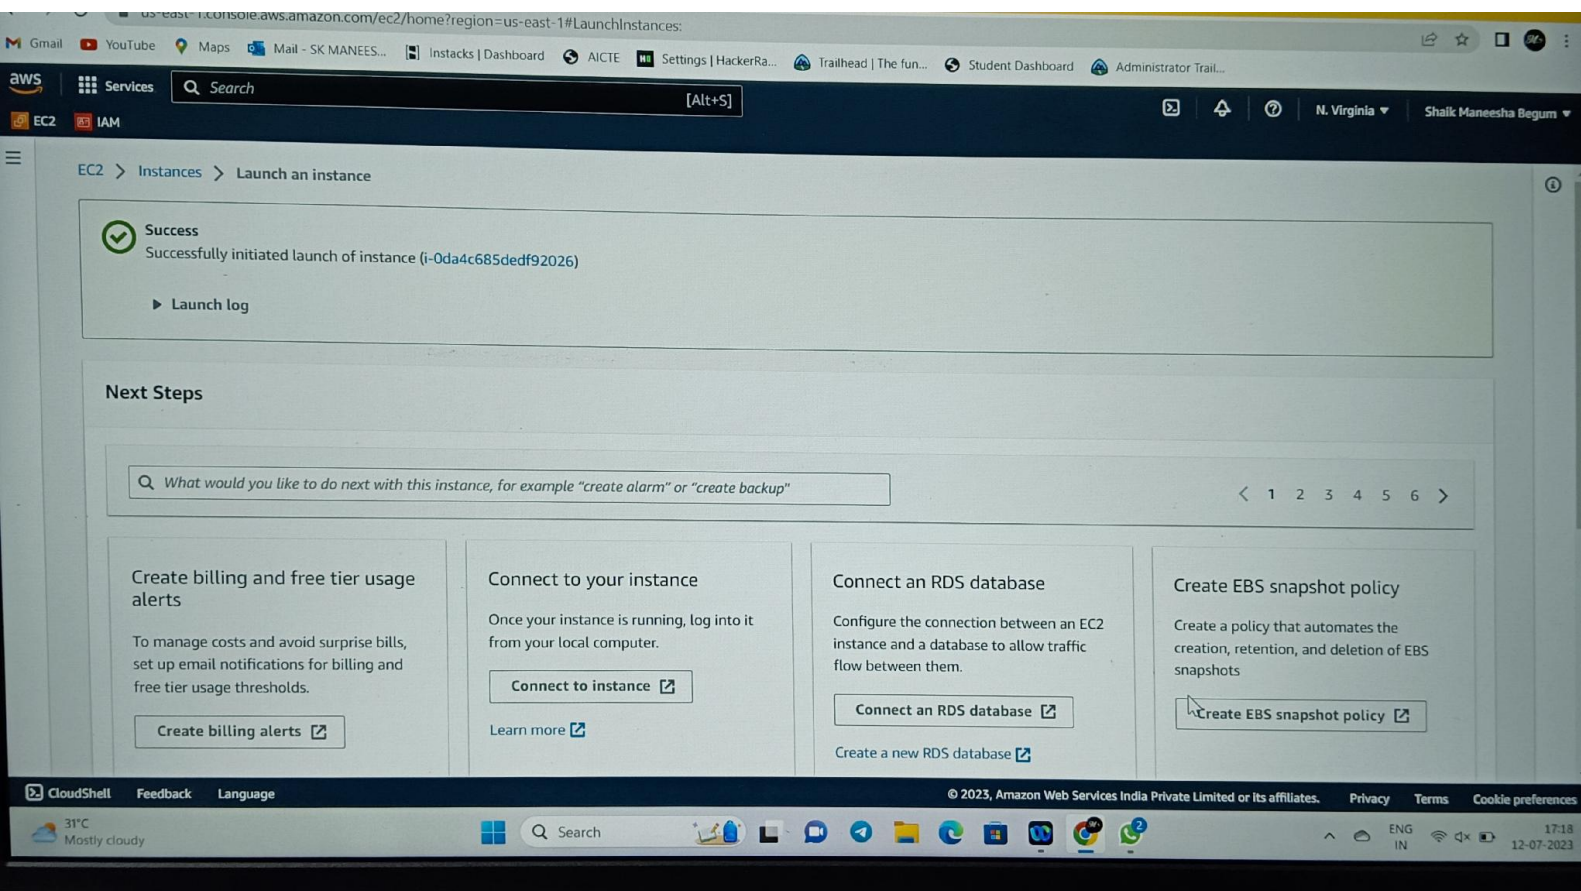 us-east-1.console.aws.amazon.com/ec2/home?region=us-east-1#LaunchInstances:
Gmail YouTube Maps Mail - SK MANEES... Instacks | Dashboard AICTE Settings | HackerRa... Trailhead | The fun... Student Dashboard Administrator Trail...
aws Services Search [Alt+S] N. Virginia Shaik Maneesha Begum
EC2 IAM
EC2 > Instances > Launch an instance
Success
Successfully initiated launch of instance (i-0da4c685dedf92026)
Launch log
Next Steps
What would you like to do next with this instance, for example "create alarm" or "create backup"
< 1 2 3 4 5 6 >
Create billing and free tier usage
alerts
To manage costs and avoid surprise bills,
set up email notifications for billing and
free tier usage thresholds.
Create billing alerts
Connect to your instance
Once your instance is running, log into it
from your local computer.
Connect to instance
Learn more
Connect an RDS database
Configure the connection between an EC2
instance and a database to allow traffic
flow between them.
Connect an RDS database
Create a new RDS database
Create EBS snapshot policy
Create a policy that automates the
creation, retention, and deletion of EBS
snapshots
Create EBS snapshot policy
CloudShell Feedback Language © 2023, Amazon Web Services India Private Limited or its affiliates. Privacy Terms Cookie preferences
31°C
Mostly cloudy
Search
2
ENG
IN
17:18
12-07-2023